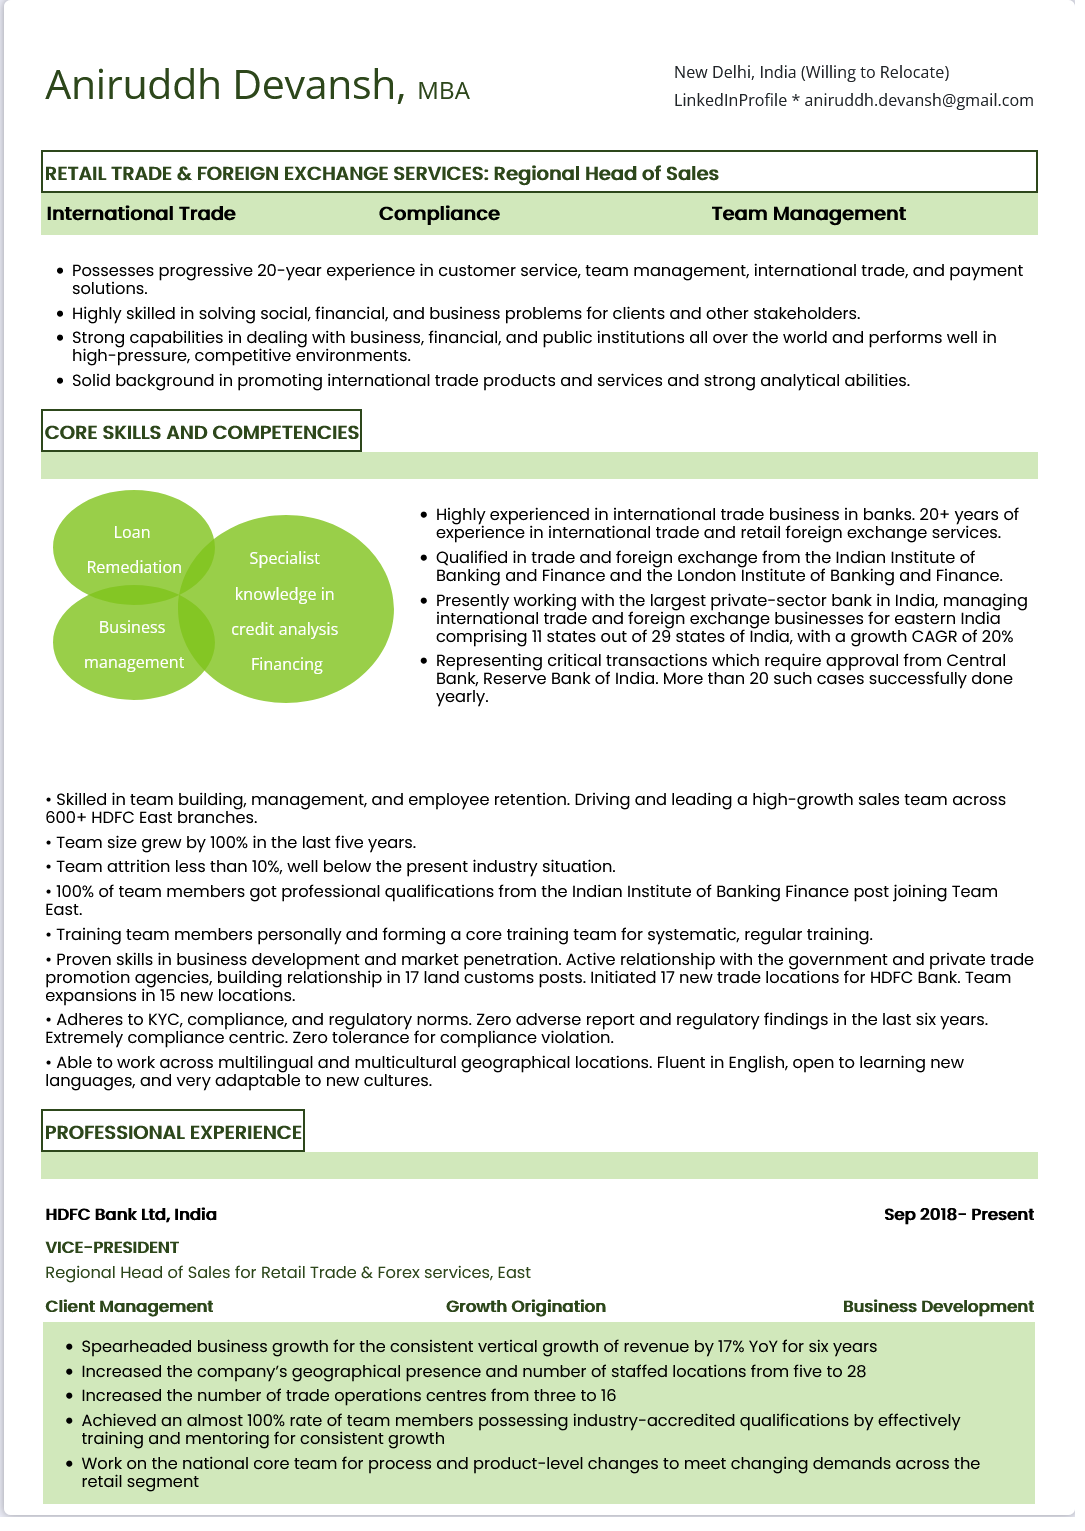 Aniruddh Devansh, MBA
New Delhi, India (Willing to Relocate)
LinkedInProfile * aniruddh.devansh@gmail.com
RETAIL TRADE & FOREIGN EXCHANGE SERVICES: Regional Head of Sales
International Trade Compliance Team Management
• Possesses progressive 20-year experience in customer service, team management, international trade, and payment
solutions.
• Highly skilled in solving social, financial, and business problems for clients and other stakeholders.
• Strong capabilities in dealing with business, financial, and public institutions all over the world and performs well in
high-pressure, competitive environments.
• Solid background in promoting international trade products and services and strong analytical abilities.
CORE SKILLS AND COMPETENCIES
Loan
Remediation
Business
management
Specialist
knowledge in
credit analysis
Financing
• Highly experienced in international trade business in banks. 20+ years of
experience in international trade and retail foreign exchange services.
• Qualified in trade and foreign exchange from the Indian Institute of
Banking and Finance and the London Institute of Banking and Finance.
• Presently working with the largest private-sector bank in India, managing
international trade and foreign exchange businesses for eastern India
comprising 11 states out of 29 states of India, with a growth CAGR of 20%
• Representing critical transactions which require approval from Central
Bank, Reserve Bank of India. More than 20 such cases successfully done
yearly.
• Skilled in team building, management, and employee retention. Driving and leading a high-growth sales team across
600+ HDFC East branches.
• Team size grew by 100% in the last five years.
• Team attrition less than 10%, well below the present industry situation.
• 100% of team members got professional qualifications from the Indian Institute of Banking Finance post joining Team
East.
• Training team members personally and forming a core training team for systematic, regular training.
• Proven skills in business development and market penetration. Active relationship with the government and private trade
promotion agencies, building relationship in 17 land customs posts. Initiated 17 new trade locations for HDFC Bank. Team
expansions in 15 new locations.
• Adheres to KYC, compliance, and regulatory norms. Zero adverse report and regulatory findings in the last six years.
Extremely compliance centric. Zero tolerance for compliance violation.
• Able to work across multilingual and multicultural geographical locations. Fluent in English, open to learning new
languages, and very adaptable to new cultures.
PROFESSIONAL EXPERIENCE
HDFC Bank Ltd, India Sep 2018- Present
VICE-PRESIDENT
Regional Head of Sales for Retail Trade & Forex services, East
Client Management Growth Origination Business Development
• Spearheaded business growth for the consistent vertical growth of revenue by 17% YoY for six years
• Increased the company's geographical presence and number of staffed locations from five to 28
• Increased the number of trade operations centres from three to 16
• Achieved an almost 100% rate of team members possessing industry-accredited qualifications by effectively
training and mentoring for consistent growth
• Work on the national core team for process and product-level changes to meet changing demands across the
retail segment